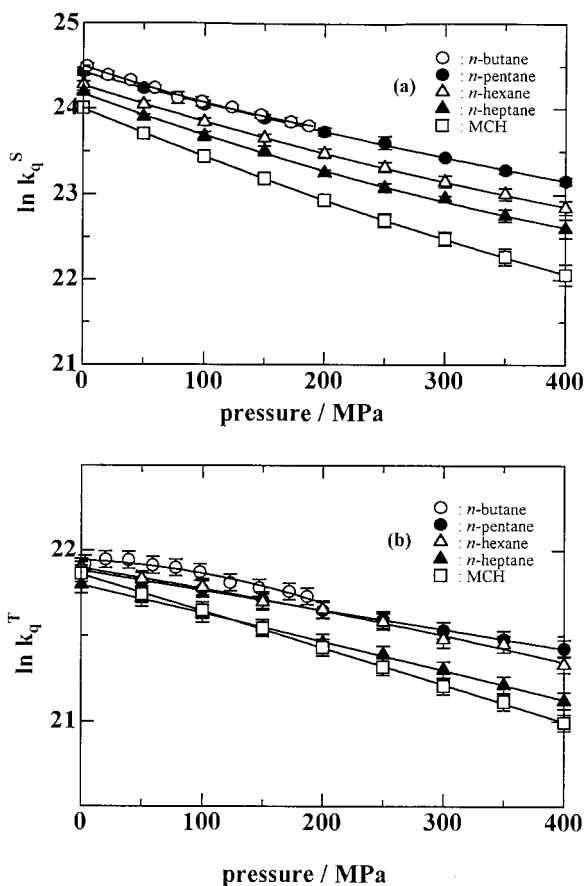 25
24
23
22
21
ln k_q^S
(a)
: n-butane
: n-pentane
: n-hexane
: n-heptane
: MCH
0 100 200 300 400
pressure / MPa
22
21
ln k_q^T
(b)
: n-butane
: n-pentane
: n-hexane
: n-heptane
: MCH
0 100 200 300 400
pressure / MPa